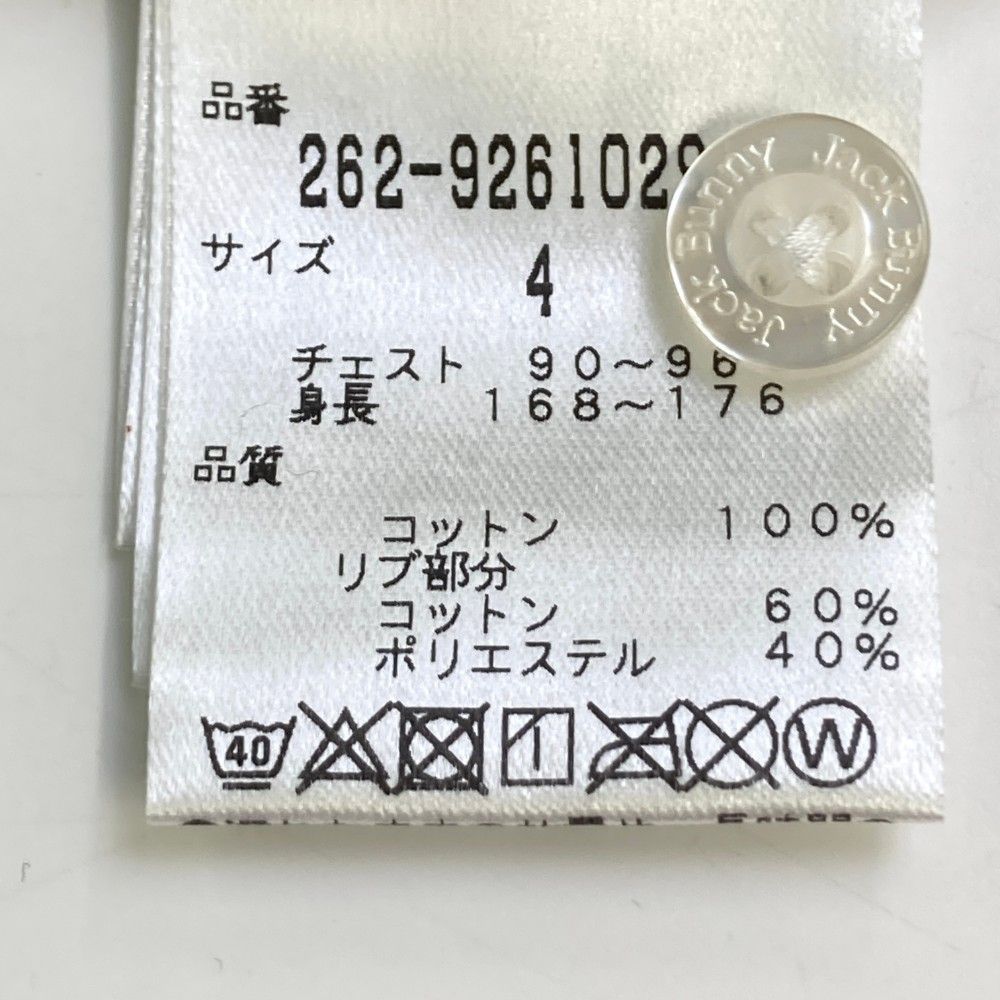 品番
262-9261029
サイズ
4
チェスト 90～96
身長 168～176
品質
コットン 100%
リブ部分
コットン 60%
ポリエステル 40%
40
W
Jack Bunny Jack Bunny